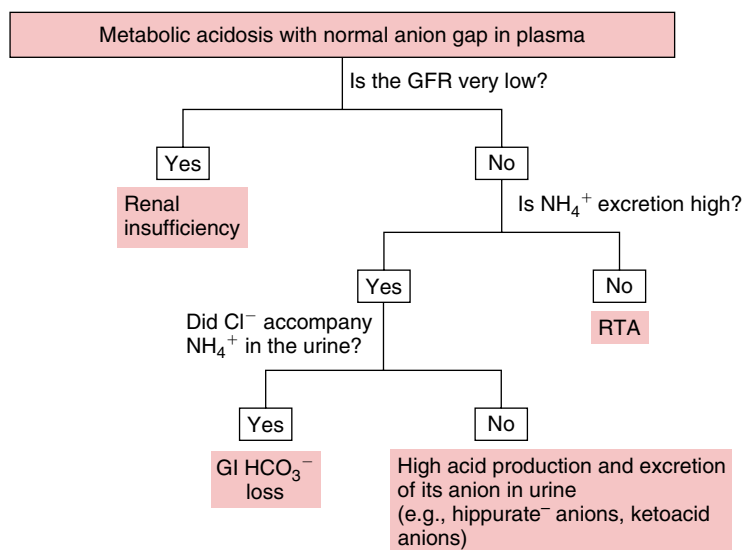 Metabolic acidosis with normal anion gap in plasma
Is the GFR very low?
Yes
No
Renal
insufficiency
Is NH₄⁺ excretion high?
Yes
No
Did Cl⁻ accompany
NH₄⁺ in the urine?
RTA
Yes
No
GI HCO₃⁻
loss
High acid production and excretion
of its anion in urine
(e.g., hippurate⁻ anions, ketoacid
anions)